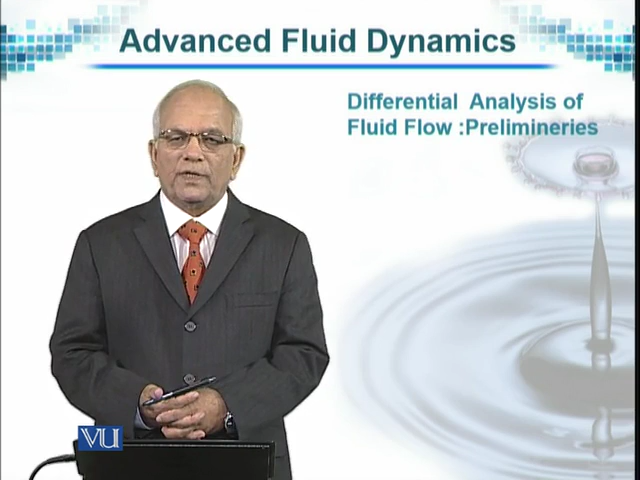 Advanced Fluid Dynamics
Differential Analysis of
Fluid Flow :Prelimineries
VU